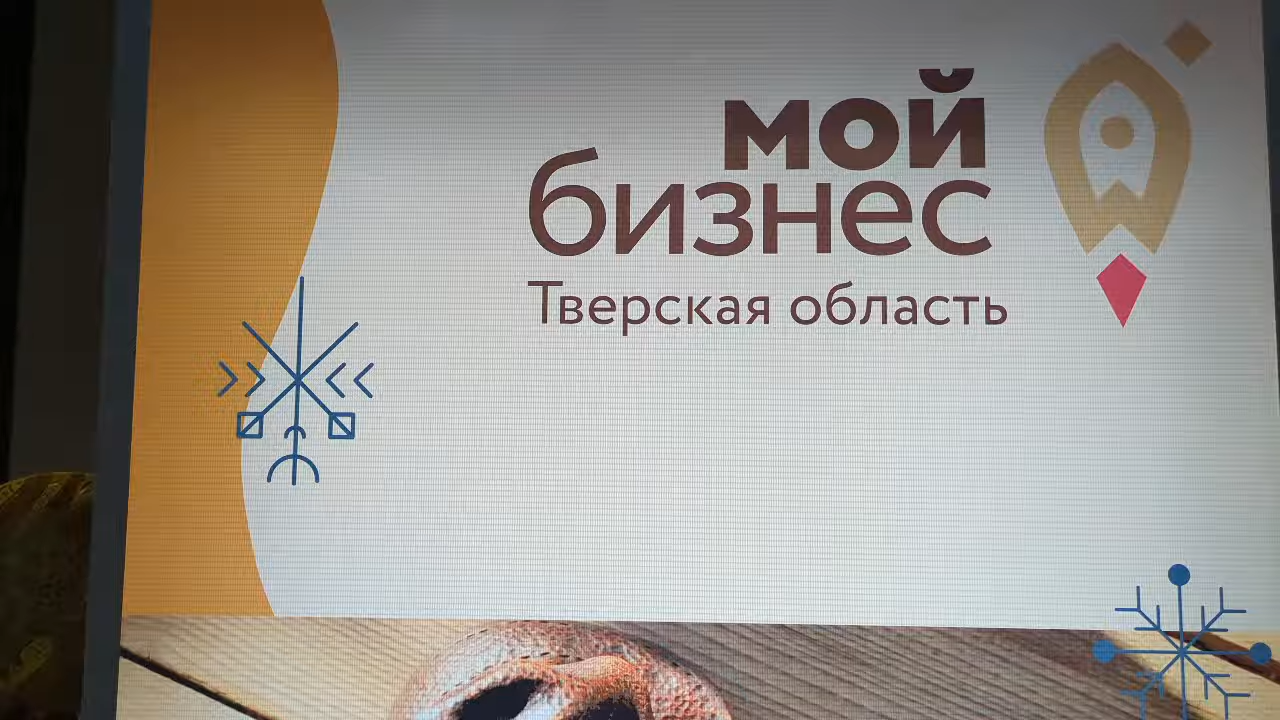 мой
бизнес
Тверская область